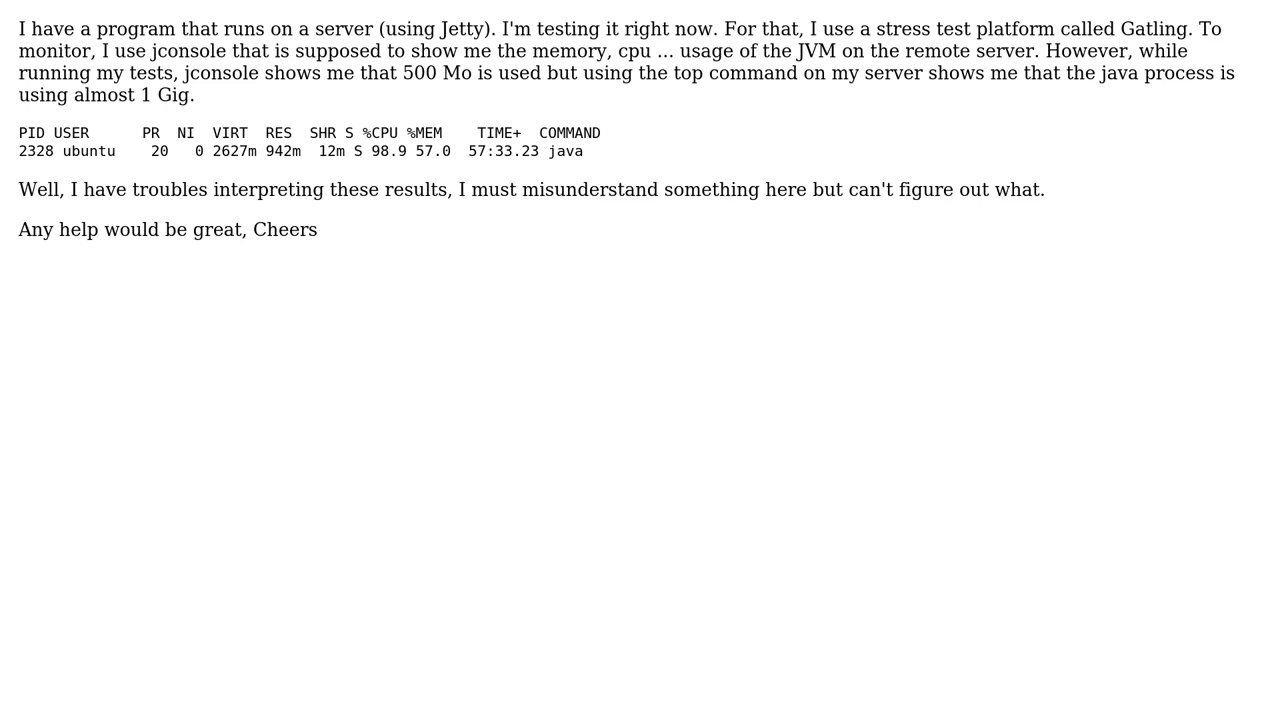 I have a program that runs on a server (using Jetty). I'm testing it right now. For that, I use a stress test platform called Gatling. To
monitor, I use jconsole that is supposed to show me the memory, cpu ... usage of the JVM on the remote server. However, while
running my tests, jconsole shows me that 500 Mo is used but using the top command on my server shows me that the java process is
using almost 1 Gig.
PID USER      PR  NI  VIRT  RES  SHR S %CPU %MEM    TIME+  COMMAND
2328 ubuntu    20   0 2627m 942m  12m S 98.9 57.0  57:33.23 java
Well, I have troubles interpreting these results, I must misunderstand something here but can't figure out what.
Any help would be great, Cheers